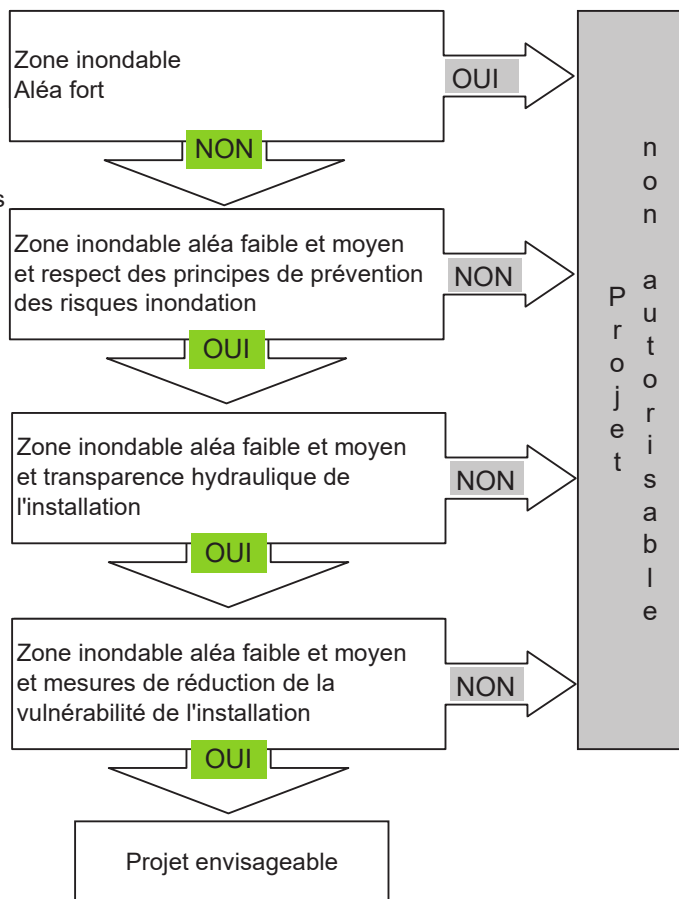 Zone inondable
Aléa fort
OUI
NON
s
Zone inondable aléa faible et moyen
et respect des principes de prévention
des risques inondation
NON
OUI
Zone inondable aléa faible et moyen
et transparence hydraulique de
l'installation
NON
OUI
Zone inondable aléa faible et moyen
et mesures de réduction de la
vulnérabilité de l'installation
NON
OUI
Projet envisageable
Projet
non autorisable